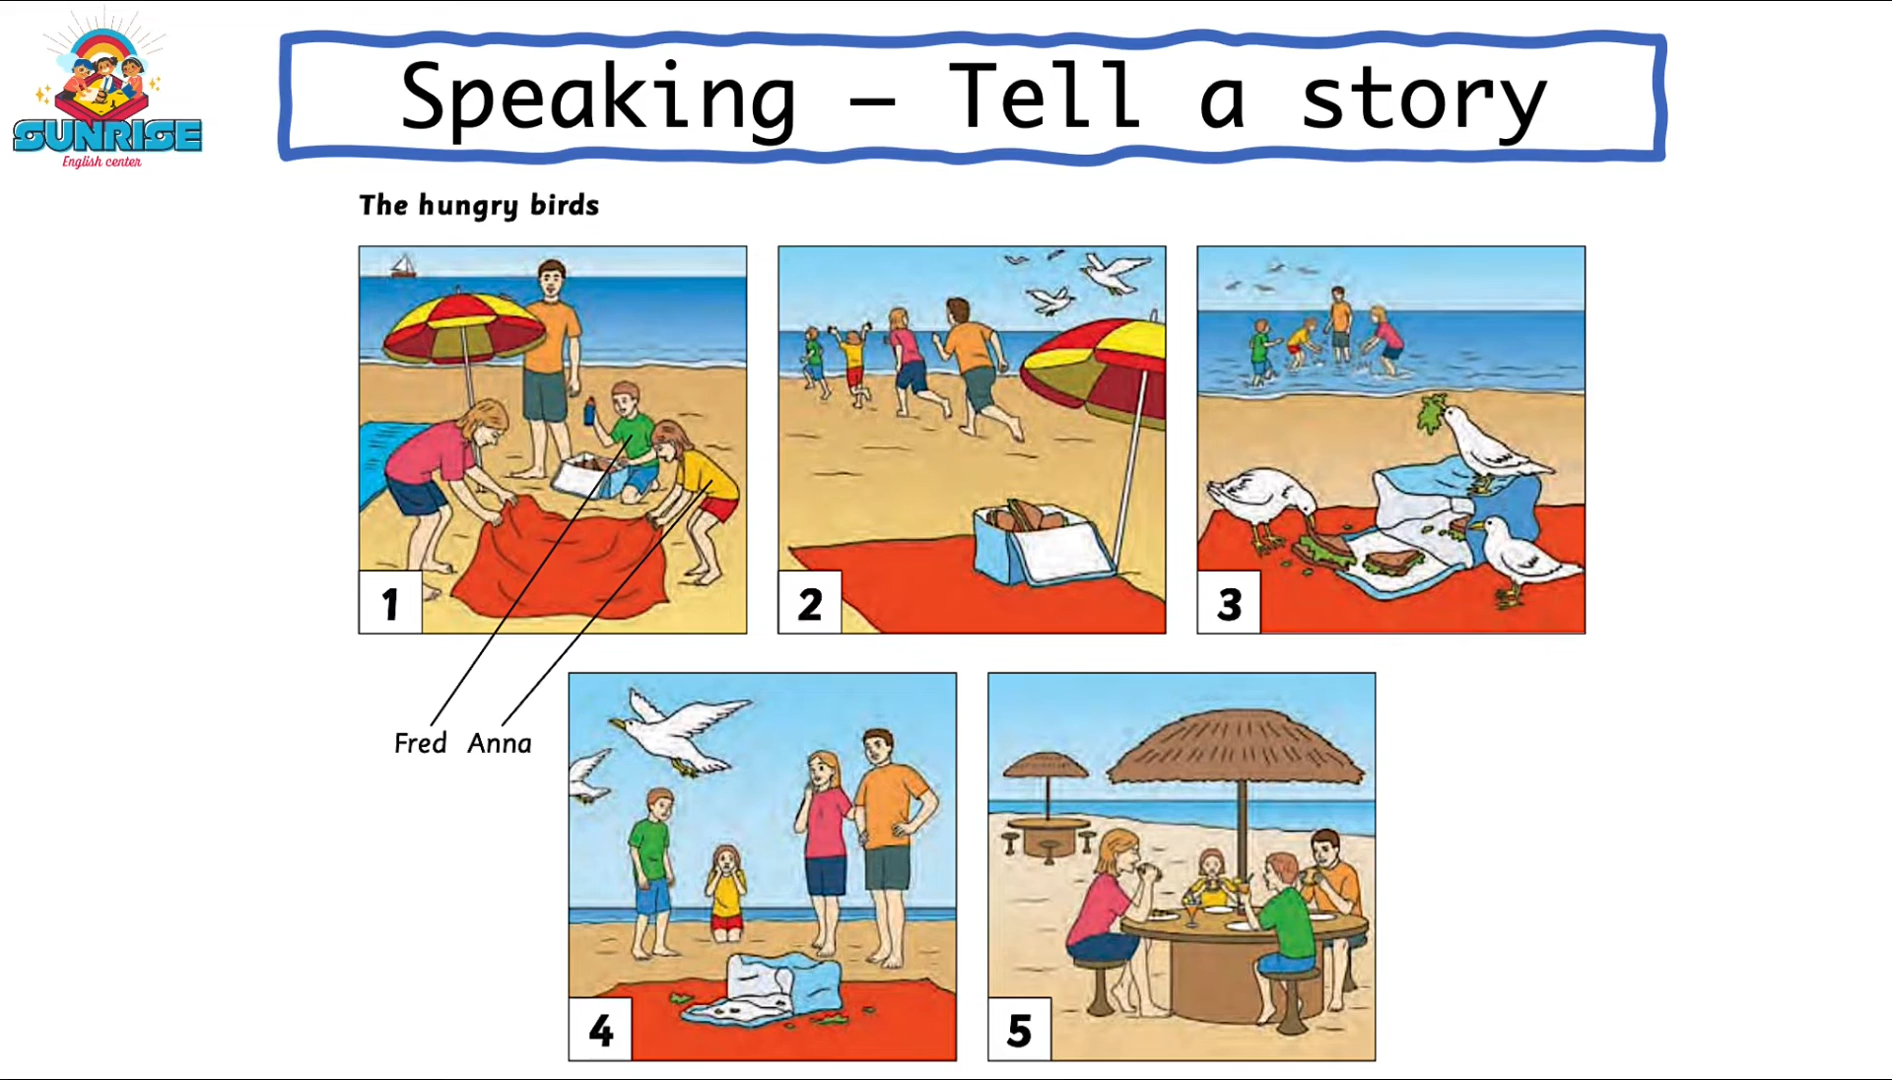 SUNRISE
English center
Speaking – Tell a story
The hungry birds
1
2
3
Fred Anna
4
5